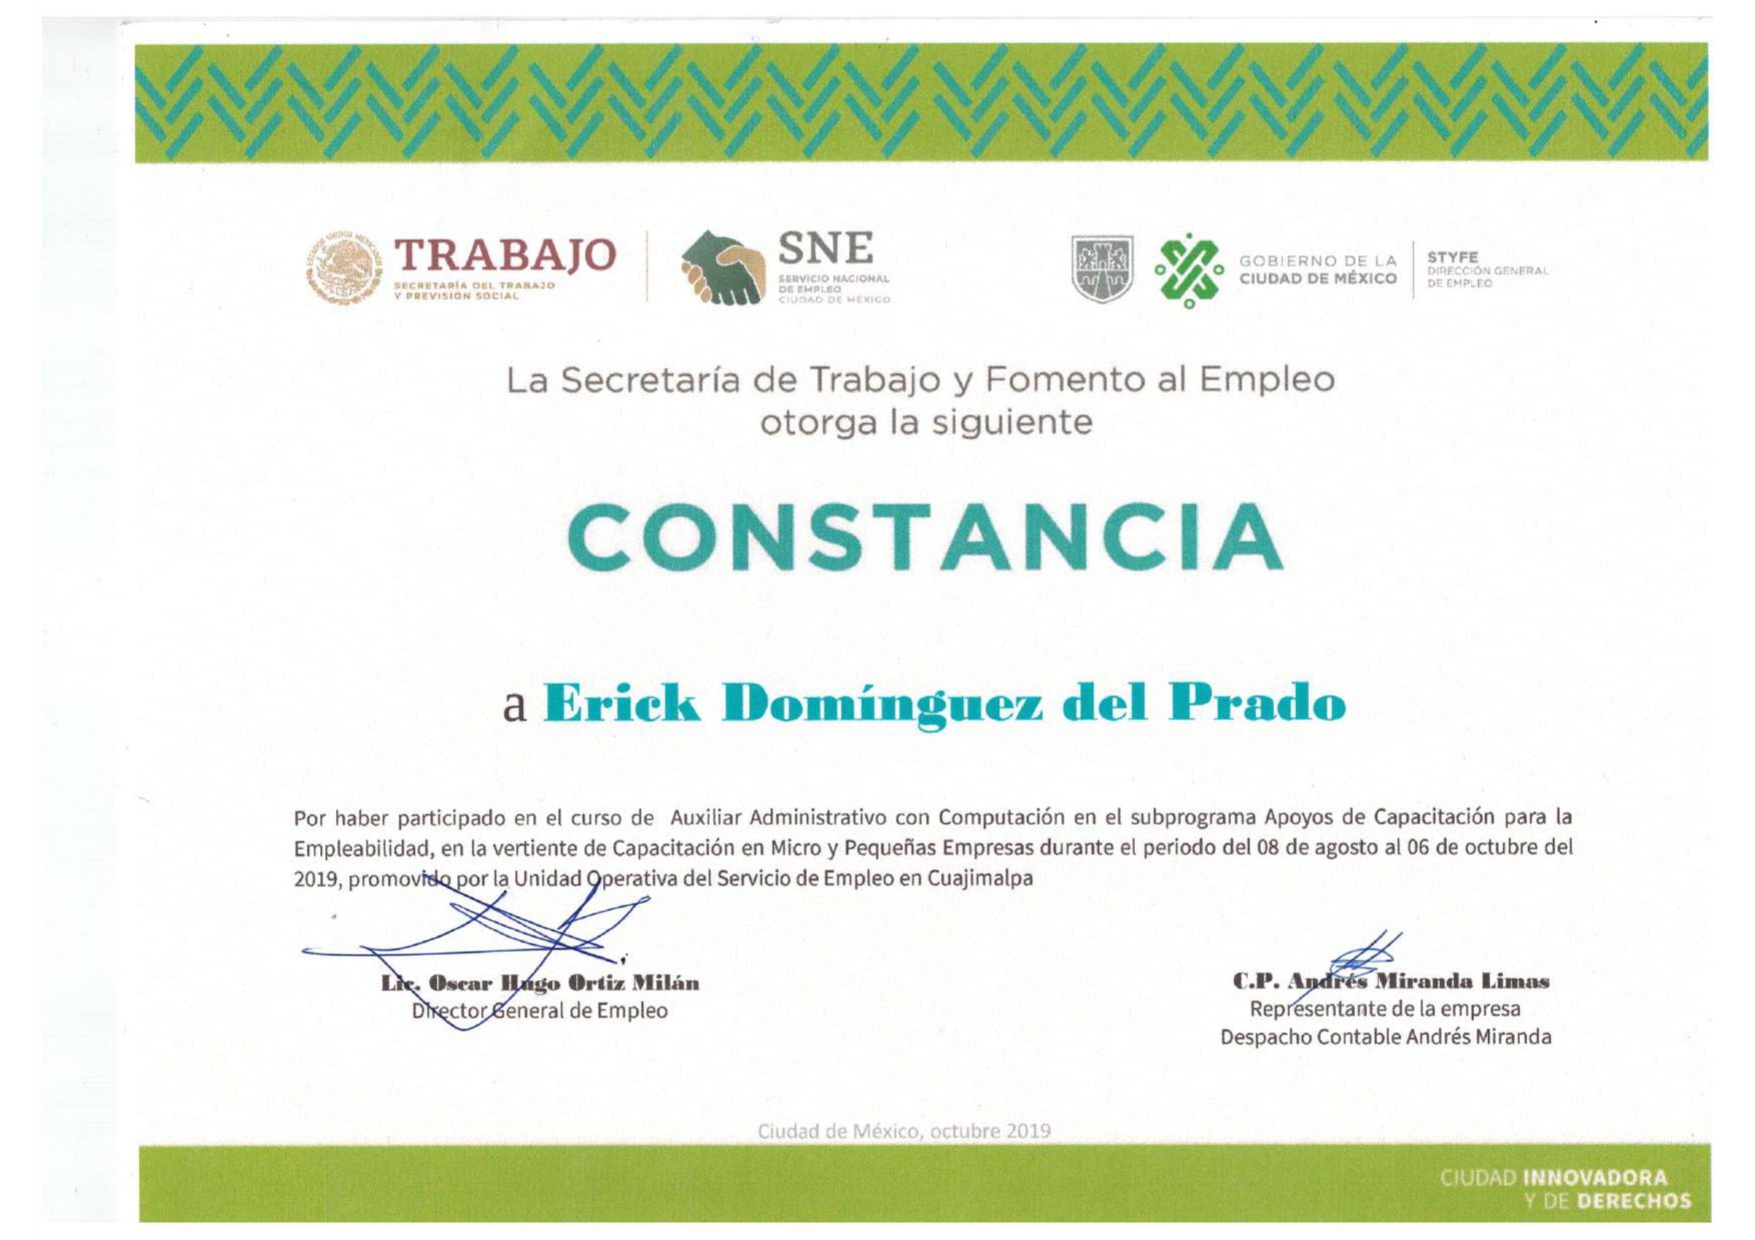 TRABAJO
SECRETARÍA DEL TRABAJO
Y PREVISIÓN SOCIAL
SNE
SERVICIO NACIONAL
DE EMPLEO
CIUDAD DE MÉXICO
GOBIERNO DE LA
CIUDAD DE MÉXICO
STYFE
DIRECCIÓN GENERAL
DE EMPLEO
La Secretaría de Trabajo y Fomento al Empleo
otorga la siguiente
CONSTANCIA
a Erick Domínguez del Prado
Por haber participado en el curso de Auxiliar Administrativo con Computación en el subprograma Apoyos de Capacitación para la
Empleabilidad, en la vertiente de Capacitación en Micro y Pequeñas Empresas durante el periodo del 08 de agosto al 06 de octubre del
2019, promovido por la Unidad Operativa del Servicio de Empleo en Cuajimalpa
Lic. Oscar Hugo Ortiz Milán
Director General de Empleo
C.P. Andrés Miranda Limas
Representante de la empresa
Despacho Contable Andrés Miranda
Ciudad de México, octubre 2019
CIUDAD INNOVADORA
Y DE DERECHOS